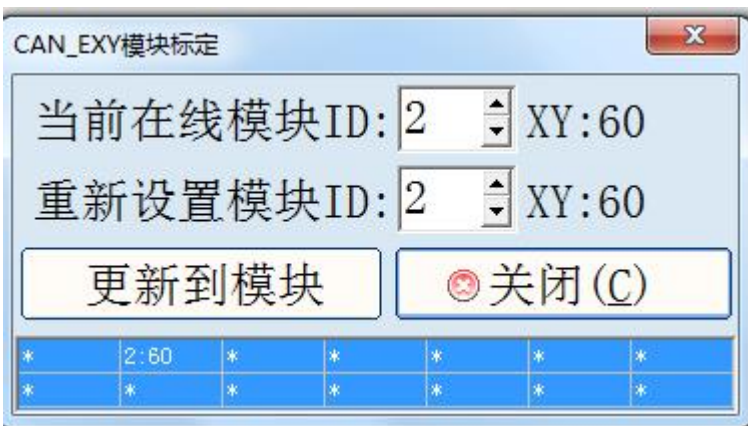 CAN_EXY模块标定
当前在线模块ID: 2 XY:60
重新设置模块ID: 2 XY:60
更新到模块 关闭(C)
* 2:60 * * * * *
* * * * * * *